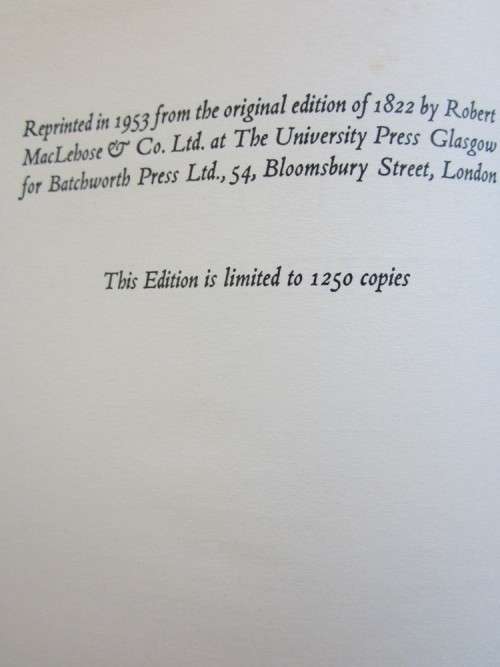 Reprinted in 1953 from the original edition of 1822 by Robert
MacLehose & Co. Ltd. at The University Press Glasgow
for Batchworth Press Ltd., 54, Bloomsbury Street, London
This Edition is limited to 1250 copies